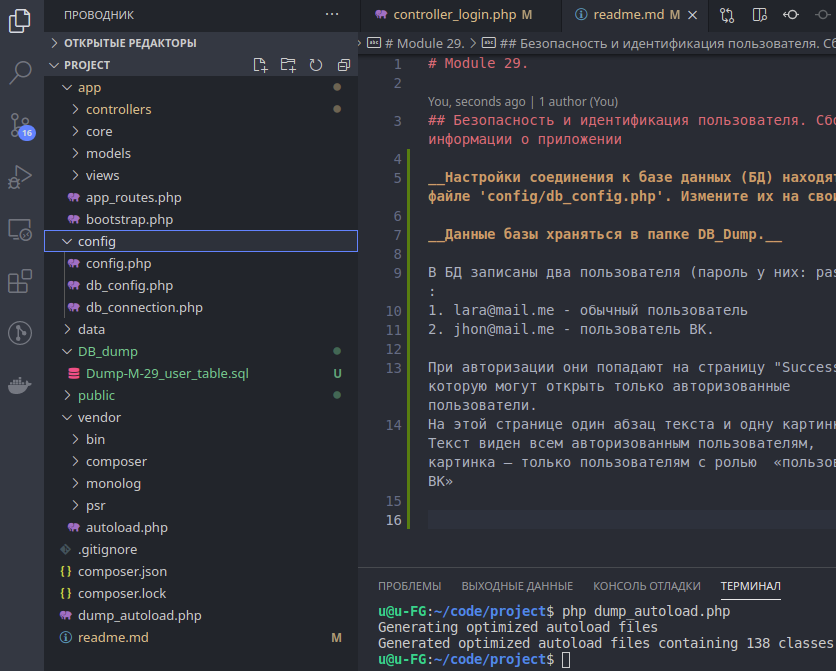 ПРОВОДНИК ···
ОТКРЫТЫЕ РЕДАКТОРЫ
PROJECT
app
controllers
core
models
views
app_routes.php
bootstrap.php
config
config.php
db_config.php
db_connection.php
data
DB_dump
Dump-M-29_user_table.sql U
public
vendor
bin
composer
monolog
psr
autoload.php
.gitignore
composer.json
composer.lock
dump_autoload.php
readme.md M
16
controller_login.php M
readme.md M
# Module 29. > ## Безопасность и идентификация пользователя. Сб
1 # Module 29.
2
You, seconds ago | 1 author (You)
3 ## Безопасность и идентификация пользователя. Сбо
информации о приложении
4
5 __Настройки соединения к базе данных (БД) находят
файле 'config/db_config.php'. Измените их на свои
6
7 __Данные базы храняться в папке DB_Dump.__
8
9 В БД записаны два пользователя (пароль у них: pas
:
10 1. lara@mail.me - обычный пользователь
11 2. jhon@mail.me - пользователь ВК.
12
13 При авторизации они попадают на страницу "Success
которую могут открыть только авторизованные
пользователи.
14 На этой странице один абзац текста и одну картинк
Текст виден всем авторизованным пользователям,
картинка — только пользователям с ролью «пользов
ВК»
15
16
ПРОБЛЕМЫ ВЫХОДНЫЕ ДАННЫЕ КОНСОЛЬ ОТЛАДКИ ТЕРМИНАЛ
u@u-FG:~/code/project$ php dump_autoload.php
Generating optimized autoload files
Generated optimized autoload files containing 138 classes
u@u-FG:~/code/project$